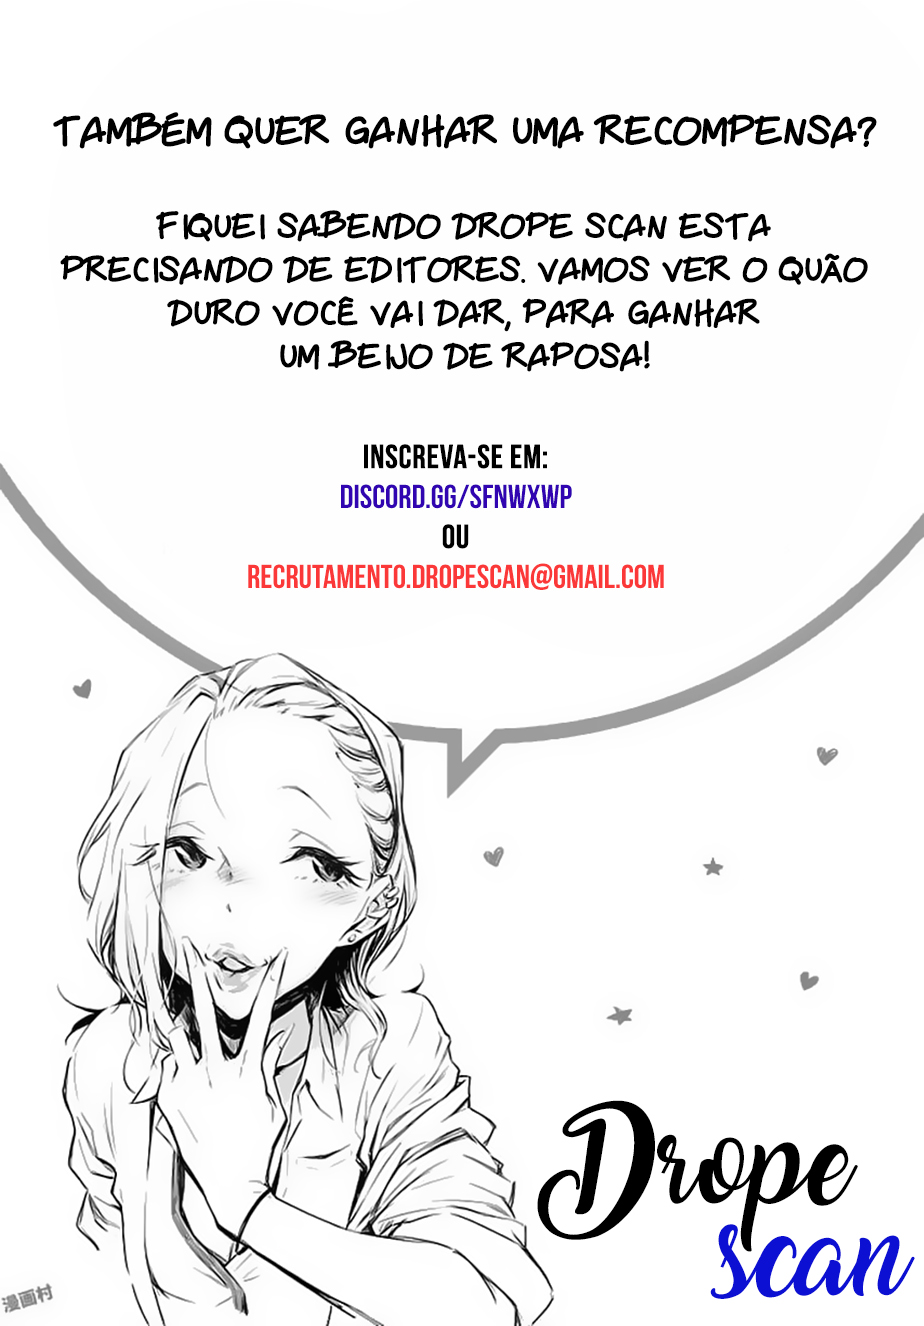 TAMBÉM QUER GANHAR UMA RECOMPENSA?
FIQUEI SABENDO DROPE SCAN ESTA
PRECISANDO DE EDITORES. VAMOS VER O QUÃO
DURO VOCÊ VAI DAR, PARA GANHAR
UM BEIJO DE RAPOSA!
INSCREVA-SE EM:
DISCORD.GG/SFNWXWP
OU
RECRUTAMENTO.DROPESCAN@GMAIL.COM
Drope
scan
漫画村